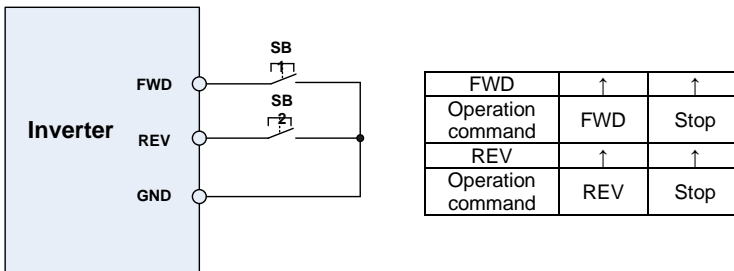 SB
1
FWD
SB
2
Inverter
REV
GND
FWD ↑ ↑
Operation
command FWD Stop
REV ↑ ↑
Operation
command REV Stop